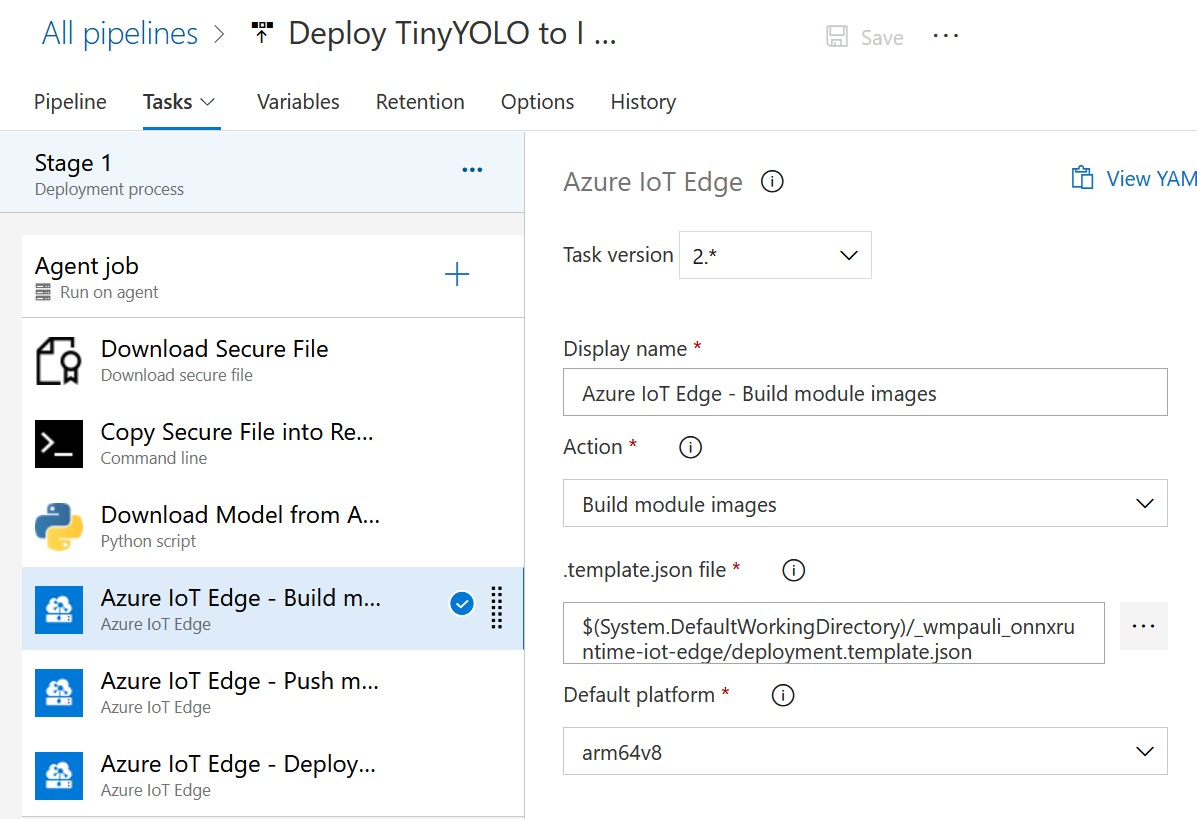 All pipelines > Deploy TinyYOLO to I ...
Save ...
Pipeline Tasks Variables Retention Options History
Stage 1
Deployment process
...
Agent job
Run on agent
Download Secure File
Download secure file
Copy Secure File into Re...
Command line
Download Model from A...
Python script
Azure IoT Edge - Build m...
Azure IoT Edge
Azure IoT Edge - Push m...
Azure IoT Edge
Azure IoT Edge - Deploy...
Azure IoT Edge
Azure IoT Edge
View YAM
Task version 2.*
Display name *
Azure IoT Edge - Build module images
Action *
Build module images
.template.json file *
$(System.DefaultWorkingDirectory)/_wmpauli_onnxru
ntime-iot-edge/deployment.template.json
...
Default platform *
arm64v8